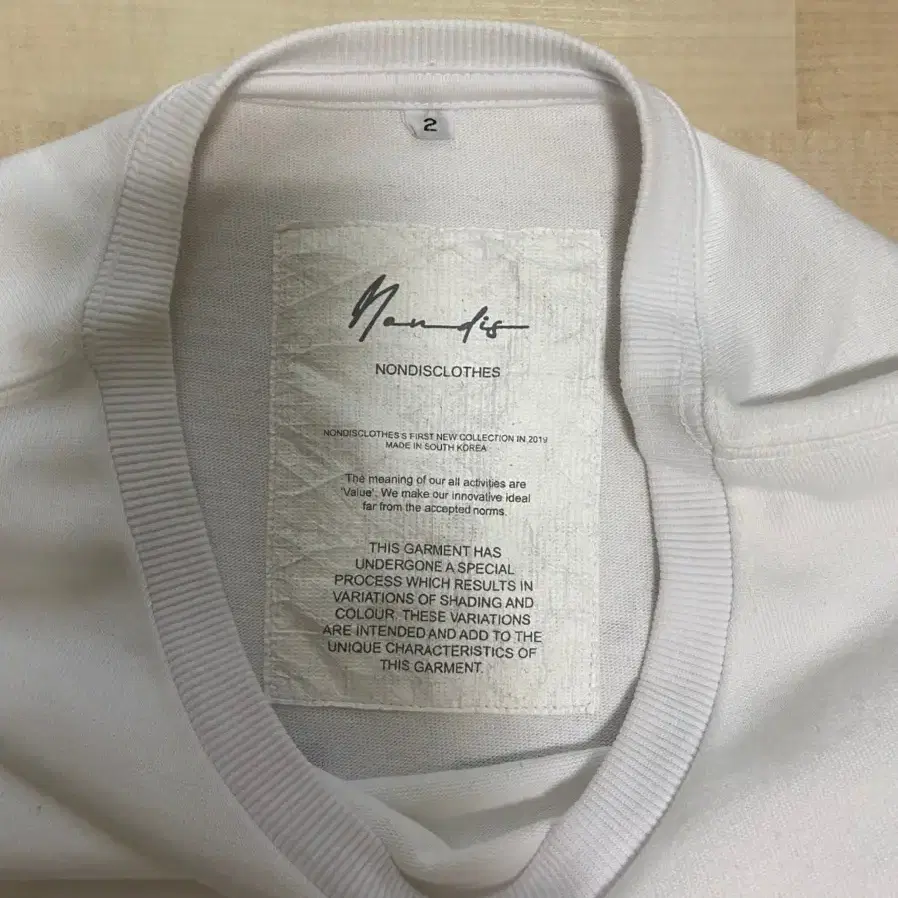 2
Nondis
NONDISCLOTHES
NONDISCLOTHES'S FIRST NEW COLLECTION IN 2019
MADE IN SOUTH KOREA
The meaning of our all activities are
'Value'. We make our innovative ideal
far from the accepted norms.
THIS GARMENT HAS
UNDERGONE A SPECIAL
PROCESS WHICH RESULTS IN
VARIATIONS OF SHADING AND
COLOUR. THESE VARIATIONS
ARE INTENDED AND ADD TO THE
UNIQUE CHARACTERISTICS OF
THIS GARMENT.